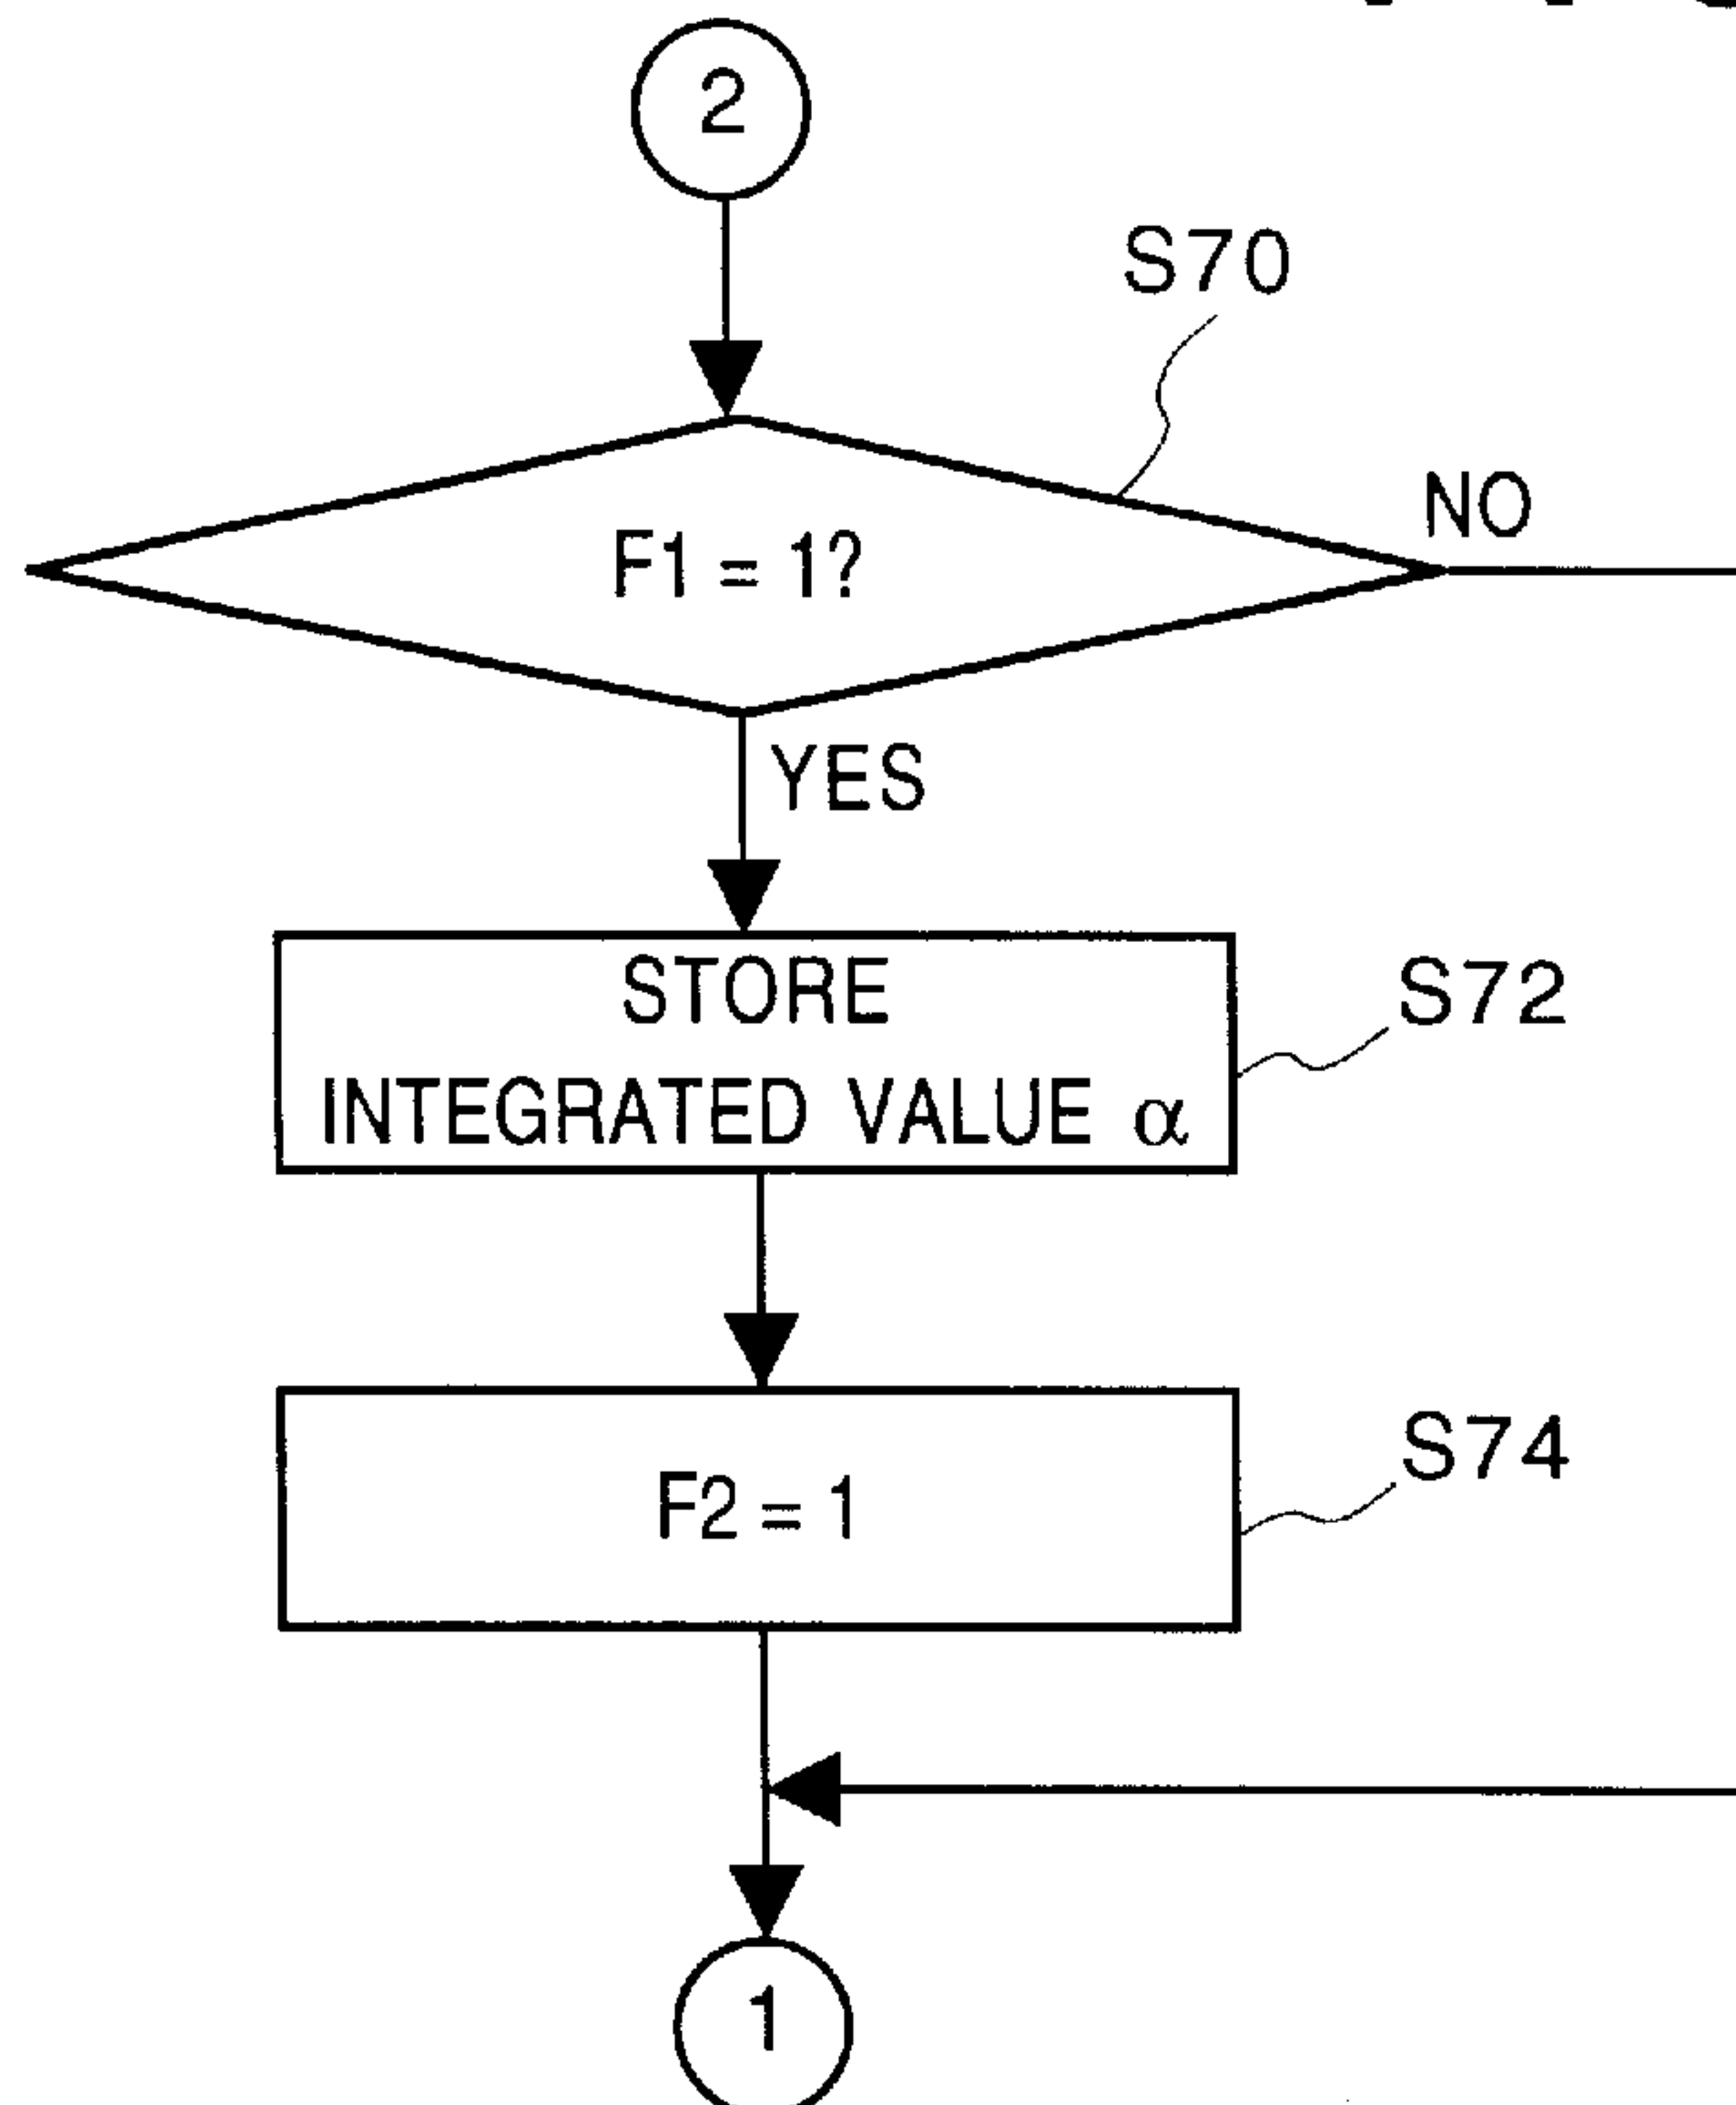 2
S70
F1 = 1?
NO
YES
STORE
INTEGRATED VALUE α
S72
F2 = 1
S74
1